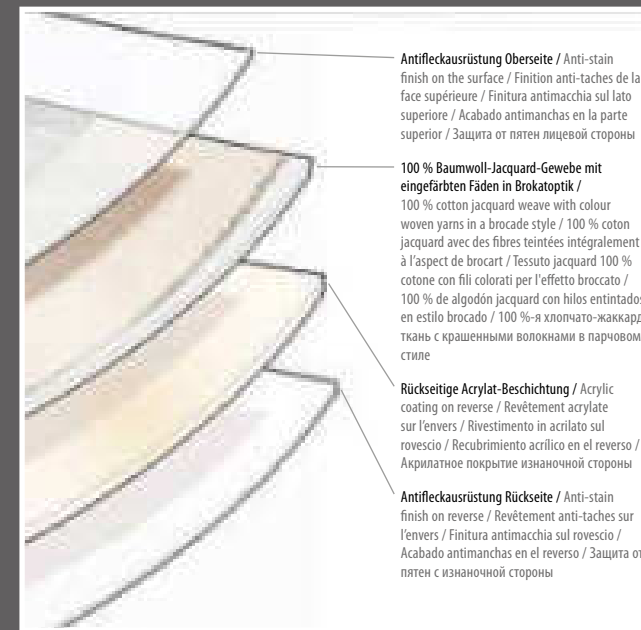 Antifleckausrüstung Oberseite / Anti-stain
finish on the surface / Finition anti-taches de la
face supérieure / Finitura antimacchia sul lato
superiore / Acabado antimanchas en la parte
superior / Защита от пятен лицевой стороны
100 % Baumwoll-Jacquard-Gewebe mit
eingefärbten Fäden in Brokatoptik /
100 % cotton jacquard weave with colour
woven yarns in a brocade style / 100 % coton
jacquard avec des fibres teintées intégralement
à l'aspect de brocart / Tessuto jacquard 100 %
cotone con fili colorati per l'effetto broccato /
100 % de algodón jacquard con hilos entintados
en estilo brocado / 100 %-я хлопчато-жаккард
ткань с крашенными волокнами в парчовом
стиле
Rückseitige Acrylat-Beschichtung / Acrylic
coating on reverse / Revêtement acrylate
sur l'envers / Rivestimento in acrilato sul
rovescio / Recubrimiento acrílico en el reverso /
Акрилатное покрытие изнаночной стороны
Antifleckausrüstung Rückseite / Anti-stain
finish on reverse / Revêtement anti-taches sur
l'envers / Finitura antimacchia sul rovescio /
Acabado antimanchas en el reverso / Защита от
пятен с изнаночной стороны